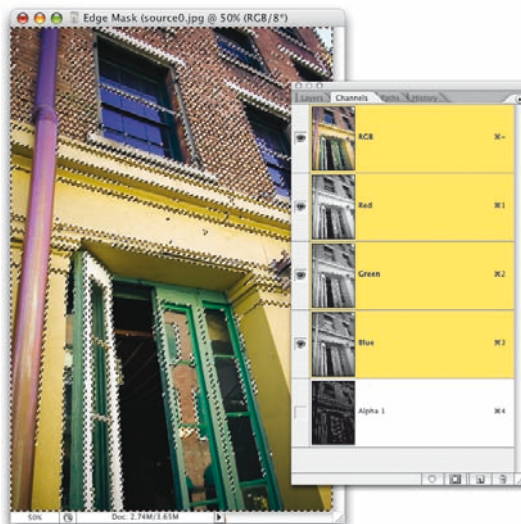 Edge Mask (source0.jpg @ 50% (RGB/8*)
Layers Channels Paths History
RGB ⌘~
Red ⌘1
Green ⌘2
Blue ⌘3
Alpha 1 ⌘4
50% Doc: 2.74M/3.65M